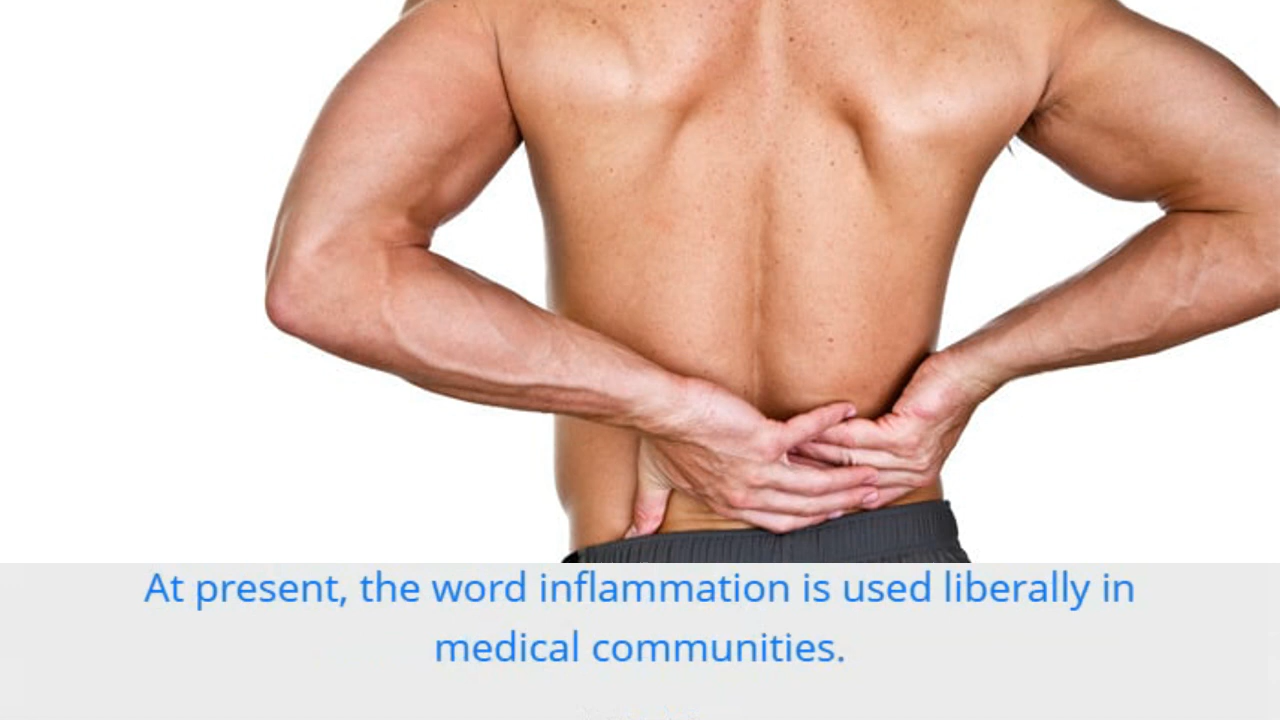 At present, the word inflammation is used liberally in
medical communities.